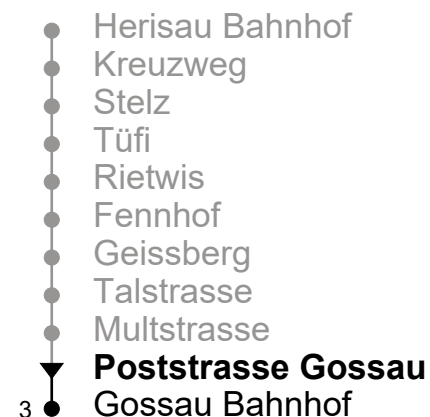 Herisau Bahnhof
Kreuzweg
Stelz
Tüfi
Rietwis
Fennhof
Geissberg
Talstrasse
Multstrasse
Poststrasse Gossau
3 Gossau Bahnhof